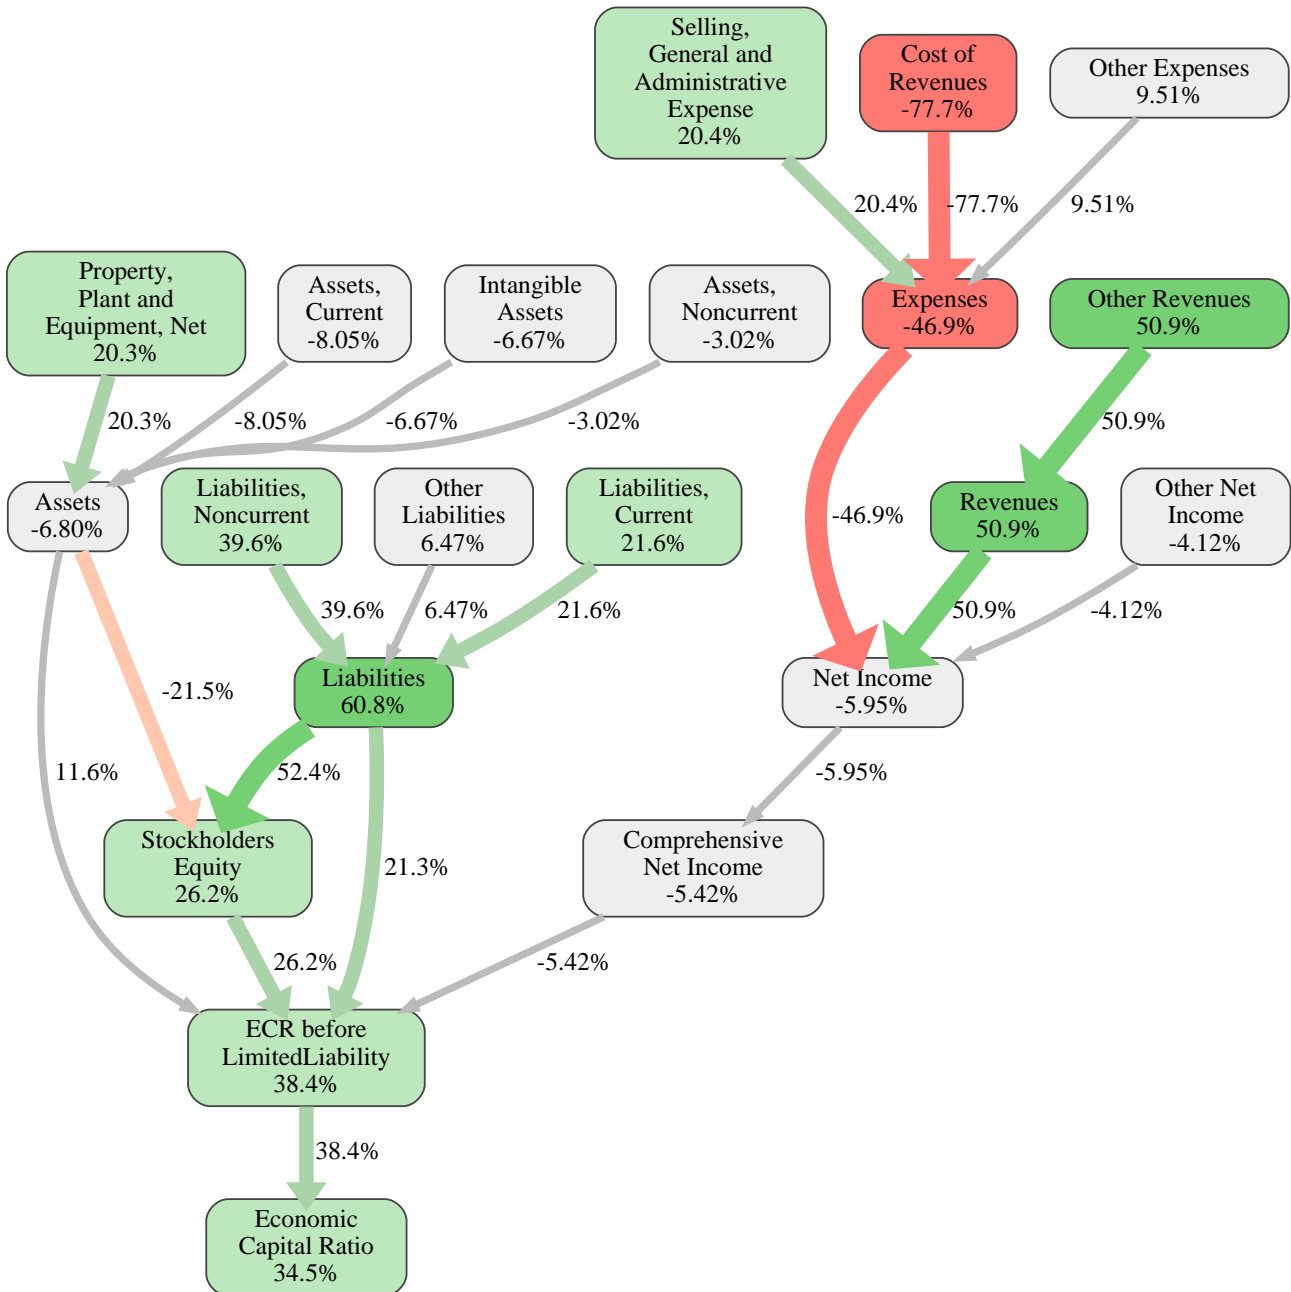 Selling,
General and
Administrative
Expense
20.4%
Cost of
Revenues
-77.7%
Other Expenses
9.51%
20.4%
-77.7%
9.51%
Property,
Plant and
Equipment, Net
20.3%
Assets,
Current
-8.05%
Intangible
Assets
-6.67%
Assets,
Noncurrent
-3.02%
Expenses
-46.9%
Other Revenues
50.9%
20.3%
-8.05%
-6.67%
-3.02%
50.9%
Assets
-6.80%
Liabilities,
Noncurrent
39.6%
Other
Liabilities
6.47%
Liabilities,
Current
21.6%
-46.9%
Revenues
50.9%
Other Net
Income
-4.12%
39.6%
6.47%
21.6%
50.9%
-4.12%
-21.5%
Liabilities
60.8%
Net Income
-5.95%
11.6%
52.4%
-5.95%
Stockholders
Equity
26.2%
21.3%
Comprehensive
Net Income
-5.42%
26.2%
-5.42%
ECR before
LimitedLiability
38.4%
38.4%
Economic
Capital Ratio
34.5%